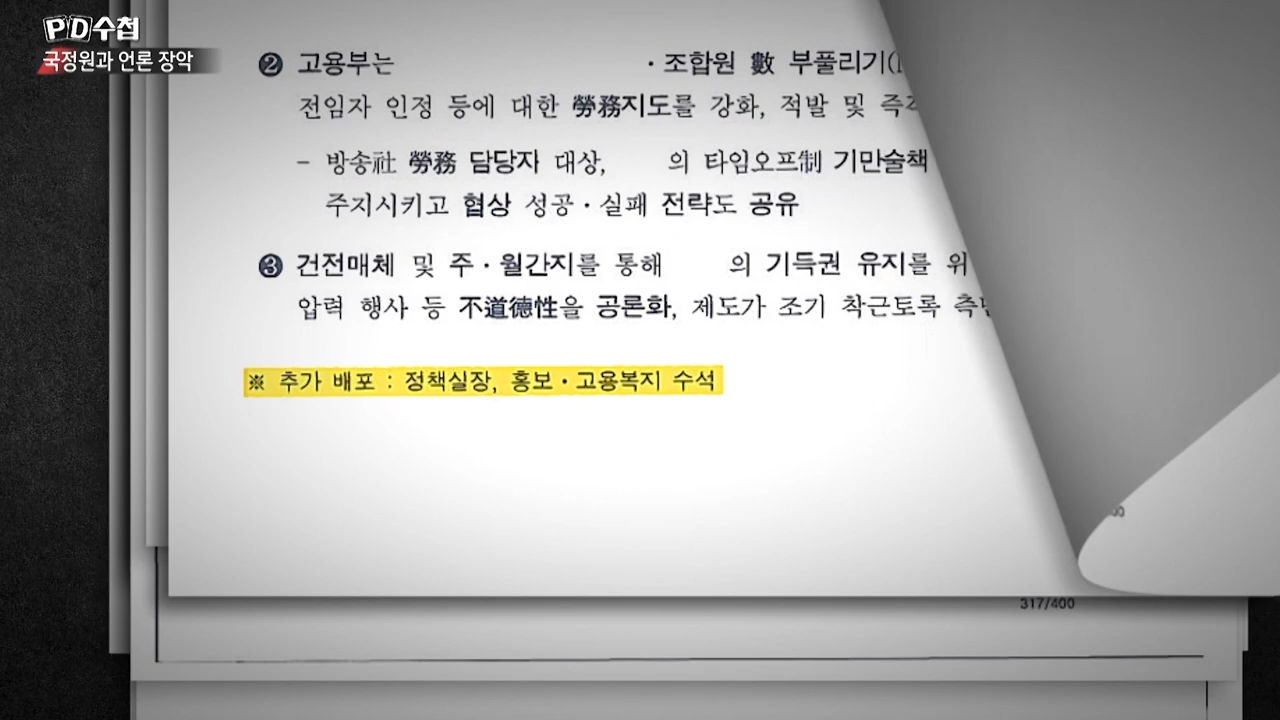 PD수첩
국정원과 언론 장악
❷ 고용부는 · 조합원 數 부풀리기(
전임자 인정 등에 대한 勞務지도를 강화, 적발 및
- 방송社 勞務 담당자 대상, 의 타임오프制 기만술책
주지시키고 협상 성공·실패 전략도 공유
❸ 건전매체 및 주·월간지를 통해 의 기득권 유지를 위
압력 행사 등 不道德性을 공론화, 제도가 조기 착근토록
※ 추가 배포 : 정책실장, 홍보·고용복지 수석
317/400